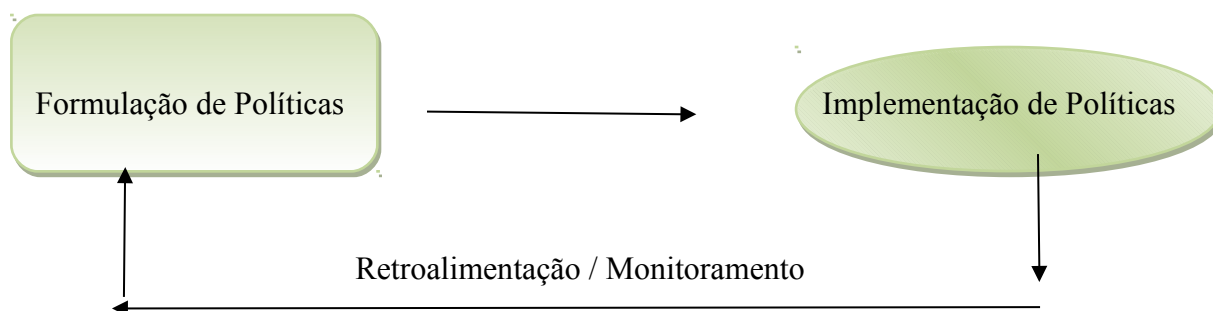 Formulação de Políticas
Implementação de Políticas
Retroalimentação / Monitoramento